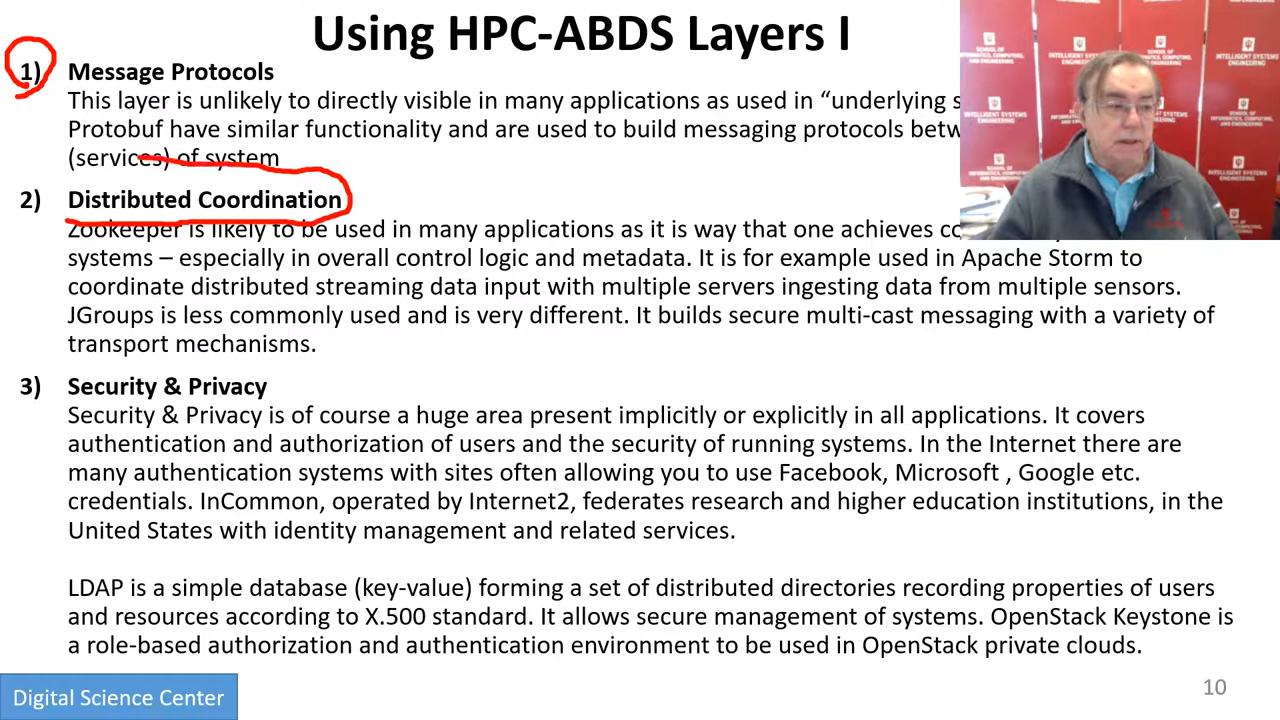 Using HPC-ABDS Layers I
1) Message Protocols
This layer is unlikely to directly visible in many applications as used in “underlying
Protobuf have similar functionality and are used to build messaging protocols
(services) of system
2) Distributed Coordination
Zookeeper is likely to be used in many applications as it is way that one achieves
systems – especially in overall control logic and metadata. It is for example used in Apache Storm to
coordinate distributed streaming data input with multiple servers ingesting data from multiple sensors.
JGroups is less commonly used and is very different. It builds secure multi-cast messaging with a variety of
transport mechanisms.
3) Security & Privacy
Security & Privacy is of course a huge area present implicitly or explicitly in all applications. It covers
authentication and authorization of users and the security of running systems. In the Internet there are
many authentication systems with sites often allowing you to use Facebook, Microsoft , Google etc.
credentials. InCommon, operated by Internet2, federates research and higher education institutions, in the
United States with identity management and related services.
LDAP is a simple database (key-value) forming a set of distributed directories recording properties of users
and resources according to X.500 standard. It allows secure management of systems. OpenStack Keystone is
a role-based authorization and authentication environment to be used in OpenStack private clouds.
Digital Science Center
10
SCHOOL OF
INFORMATICS, COMPUTING,
AND ENGINEERING
INTELLIGENT SYSTEMS
ENGINEERING